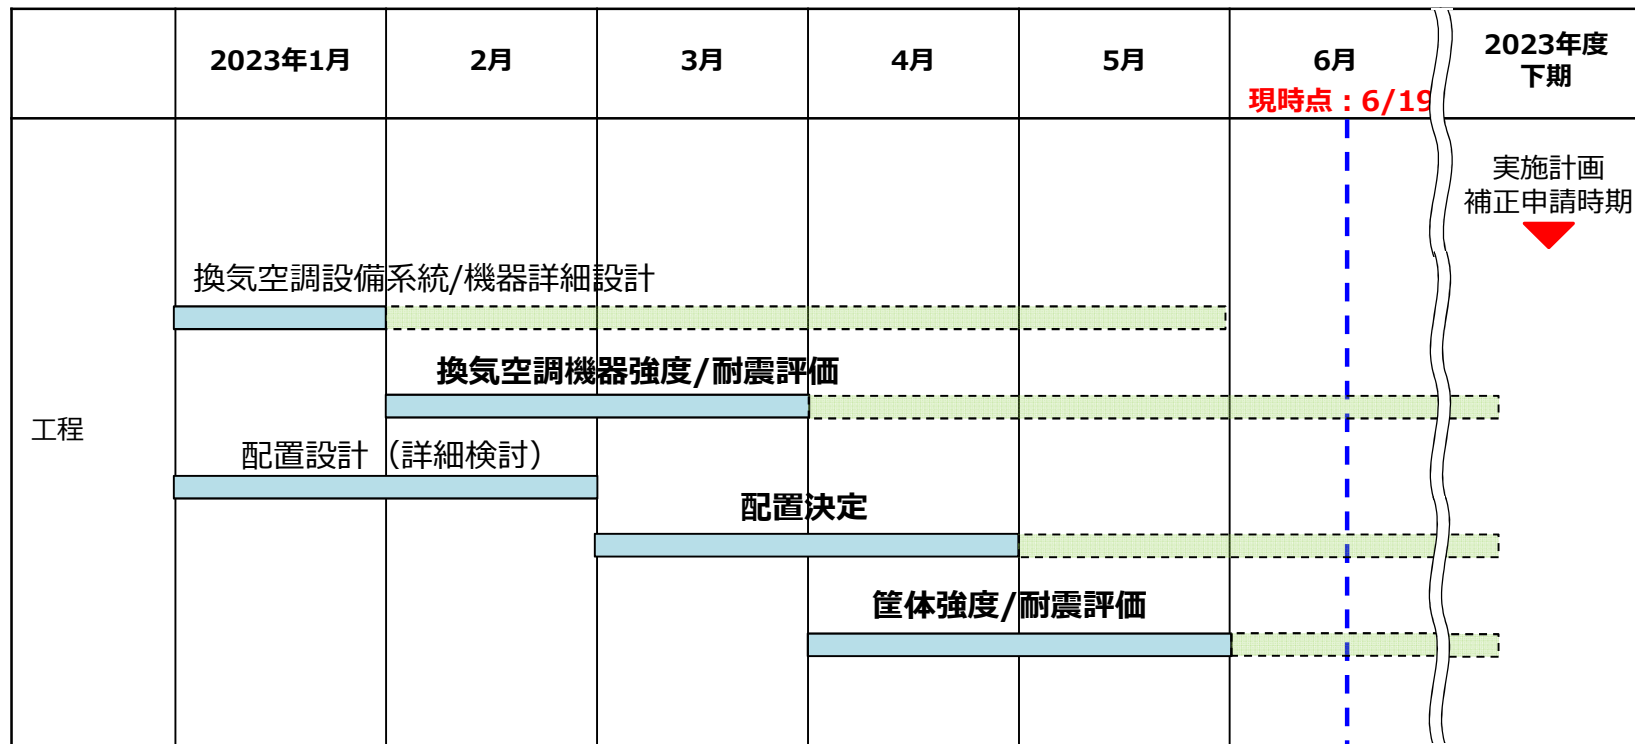 2023年1月
2月
3月
4月
5月
6月
2023年度
下期
現時点：6/19
実施計画
補正申請時期
換気空調設備系統/機器詳細設計
換気空調機器強度/耐震評価
工程
配置設計（詳細検討）
配置決定
筐体強度/耐震評価